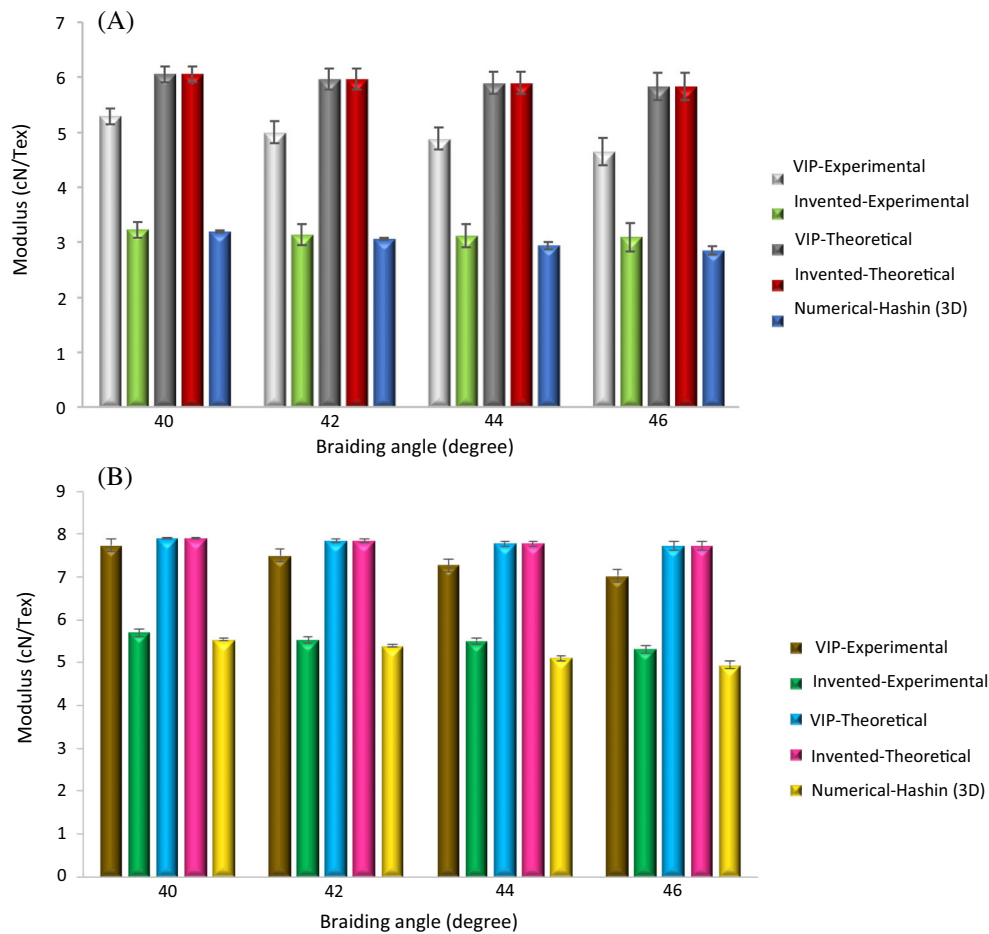 (A)
7
6
5
4
3
2
1
0
Modulus (cN/Tex)
40 42 44 46
Braiding angle (degree)
VIP-Experimental
Invented-Experimental
VIP-Theoretical
Invented-Theoretical
Numerical-Hashin (3D)
(B)
9
8
7
6
5
4
3
2
1
0
Modulus (cN/Tex)
40 42 44 46
Braiding angle (degree)
VIP-Experimental
Invented-Experimental
VIP-Theoretical
Invented-Theoretical
Numerical-Hashin (3D)